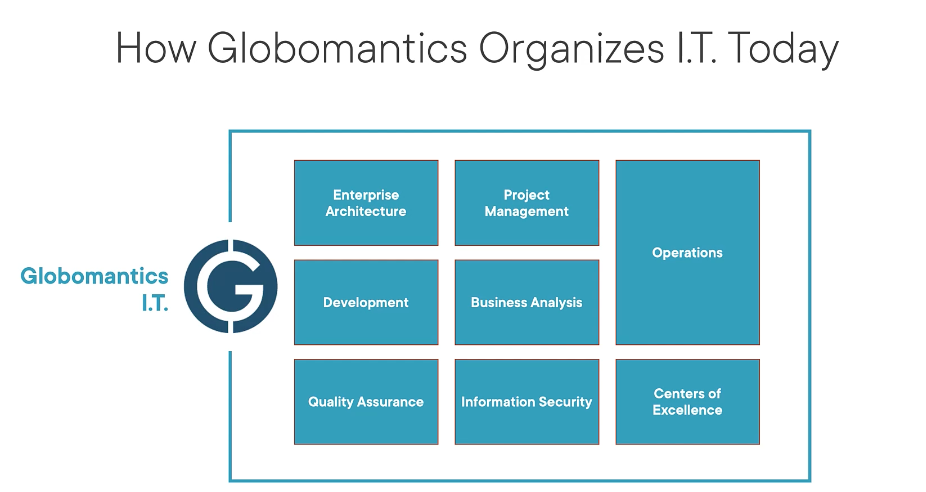 How Globomantics Organizes I.T. Today
Globomantics
I.T.
G
Enterprise
Architecture
Project
Management
Operations
Development
Business Analysis
Quality Assurance
Information Security
Centers of
Excellence